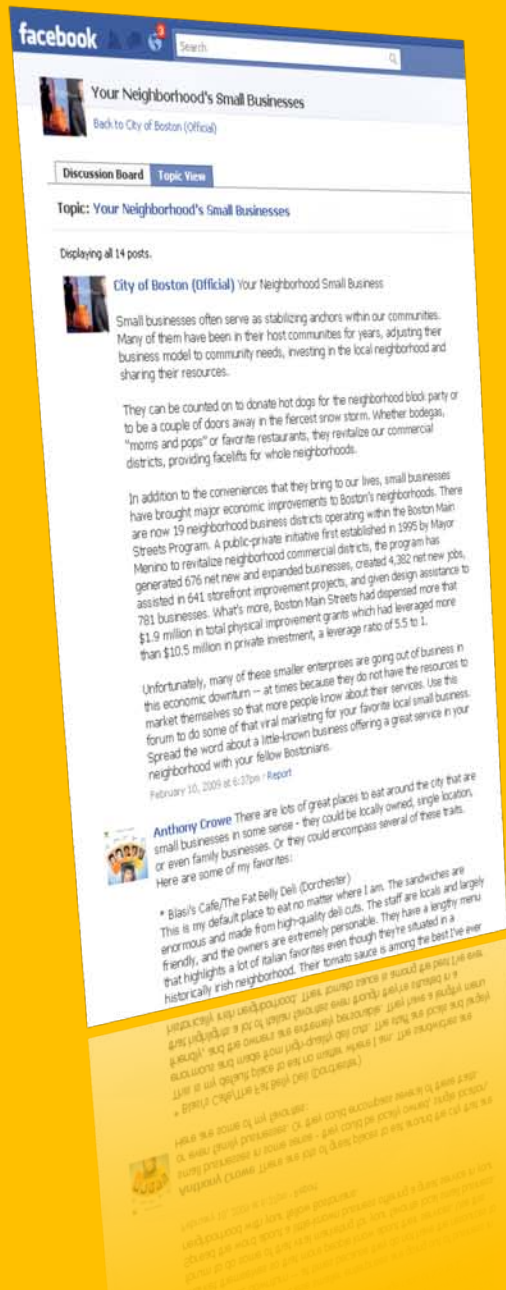 facebook
3
Search
Your Neighborhood's Small Businesses
Back to City of Boston (Official)
Discussion Board Topic View
Topic: Your Neighborhood's Small Businesses
Displaying all 14 posts.
City of Boston (Official) Your Neighborhood Small Business
Small businesses often serve as stabilizing anchors within our communities.
Many of them have been in their host communities for years, adjusting their
business model to community needs, investing in the local neighborhood and
sharing their resources.
They can be counted on to donate hot dogs for the neighborhood block party or
to be a couple of doors away in the fiercest snow storm. Whether bodegas,
"moms and pops" or favorite restaurants, they revitalize our commercial
districts, providing facelifts for whole neighborhoods.
In addition to the conveniences that they bring to our lives, small businesses
have brought major economic improvements to Boston's neighborhoods. There
are now 19 neighborhood business districts operating within the Boston Main
Streets Program. A public-private initiative first established in 1995 by Mayor
Menino to revitalize neighborhood commercial districts, the program has
generated 676 net new and expanded businesses, created 4,382 net new jobs,
assisted in 641 storefront improvement projects, and given design assistance to
781 businesses. What's more, Boston Main Streets had dispensed more that
$1.9 million in total physical improvement grants which had leveraged more
than $10.5 million in private investment, a leverage ratio of 5.5 to 1.
Unfortunately, many of these smaller enterprises are going out of business in
this economic downturn -- at times because they do not have the resources to
market themselves so that more people know about their services. Use this
forum to do some of that viral marketing for your favorite local small business.
Spread the word about a little-known business offering a great service in your
neighborhood with your fellow Bostonians.
February 10, 2009 at 6:37pm · Report
Anthony Crowe There are lots of great places to eat around the city that are
small businesses in some sense - they could be locally owned, single location,
or even family businesses. Or they could encompass several of these traits.
Here are some of my favorites:
* Blasi's Cafe/The Fat Belly Deli (Dorchester)
This is my default place to eat no matter where I am. The sandwiches are
enormous and made from high-quality deli cuts. The staff are locals and largely
friendly, and the owners are extremely personable. They have a lengthy menu
that highlights a lot of Italian favorites even though they're situated in a
historically Irish neighborhood. Their tomato sauce is among the best I've ever